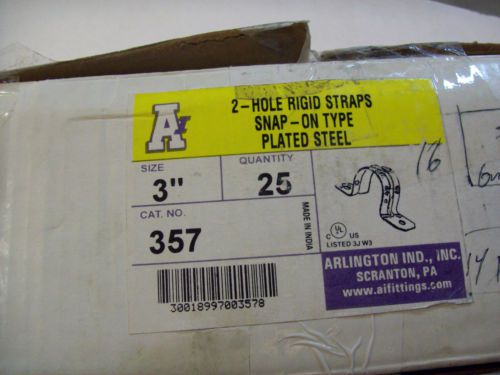 2-HOLE RIGID STRAPS
SNAP-ON TYPE
PLATED STEEL
SIZE
3"
QUANTITY
25
CAT. NO.
357
MADE IN INDIA
C UL US
LISTED 3J W3
30018997003578
ARLINGTON IND., INC.
SCRANTON, PA
www.aifittings.com
16